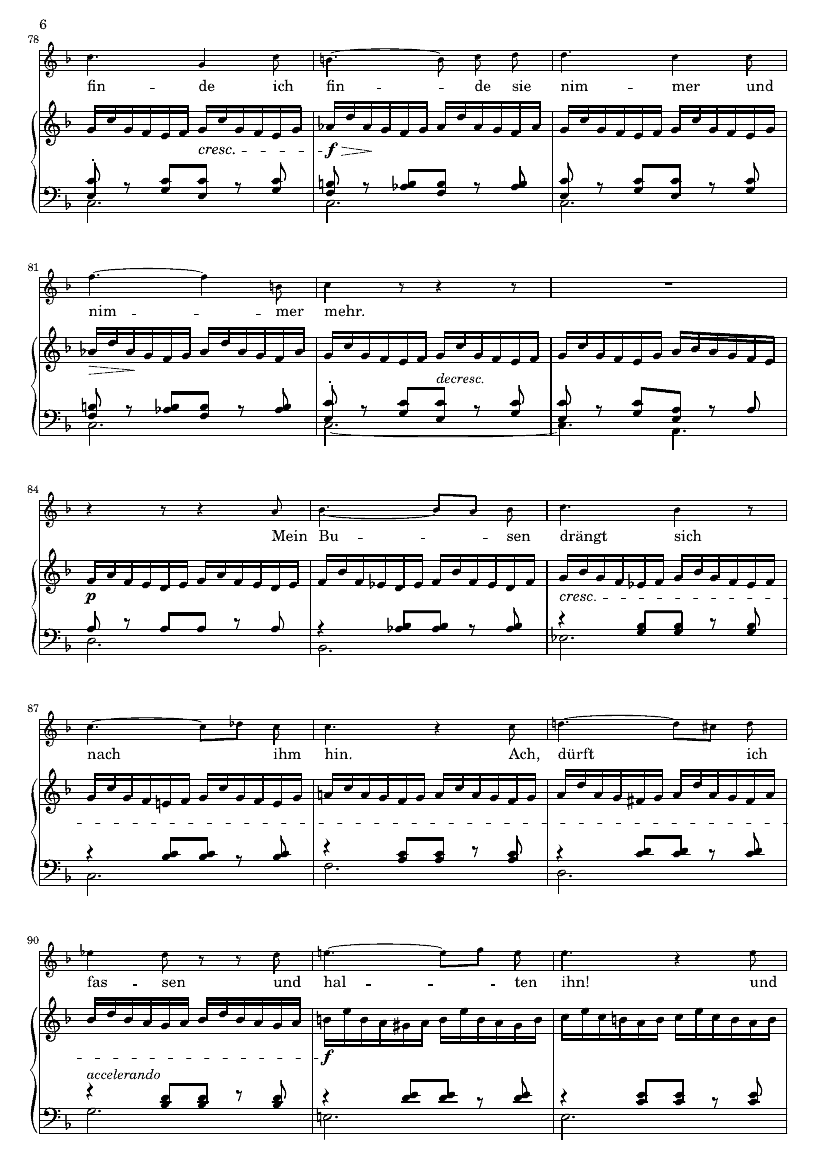 6
78
fin -- de ich fin -- de sie nim -- mer und
cresc. f
81
nim -- mer mehr.
decresc.
84
Mein Bu -- sen drängt sich
p cresc.
87
nach ihm hin. Ach, dürft ich
90
fas - sen und hal -- ten ihn! und
f
accelerando